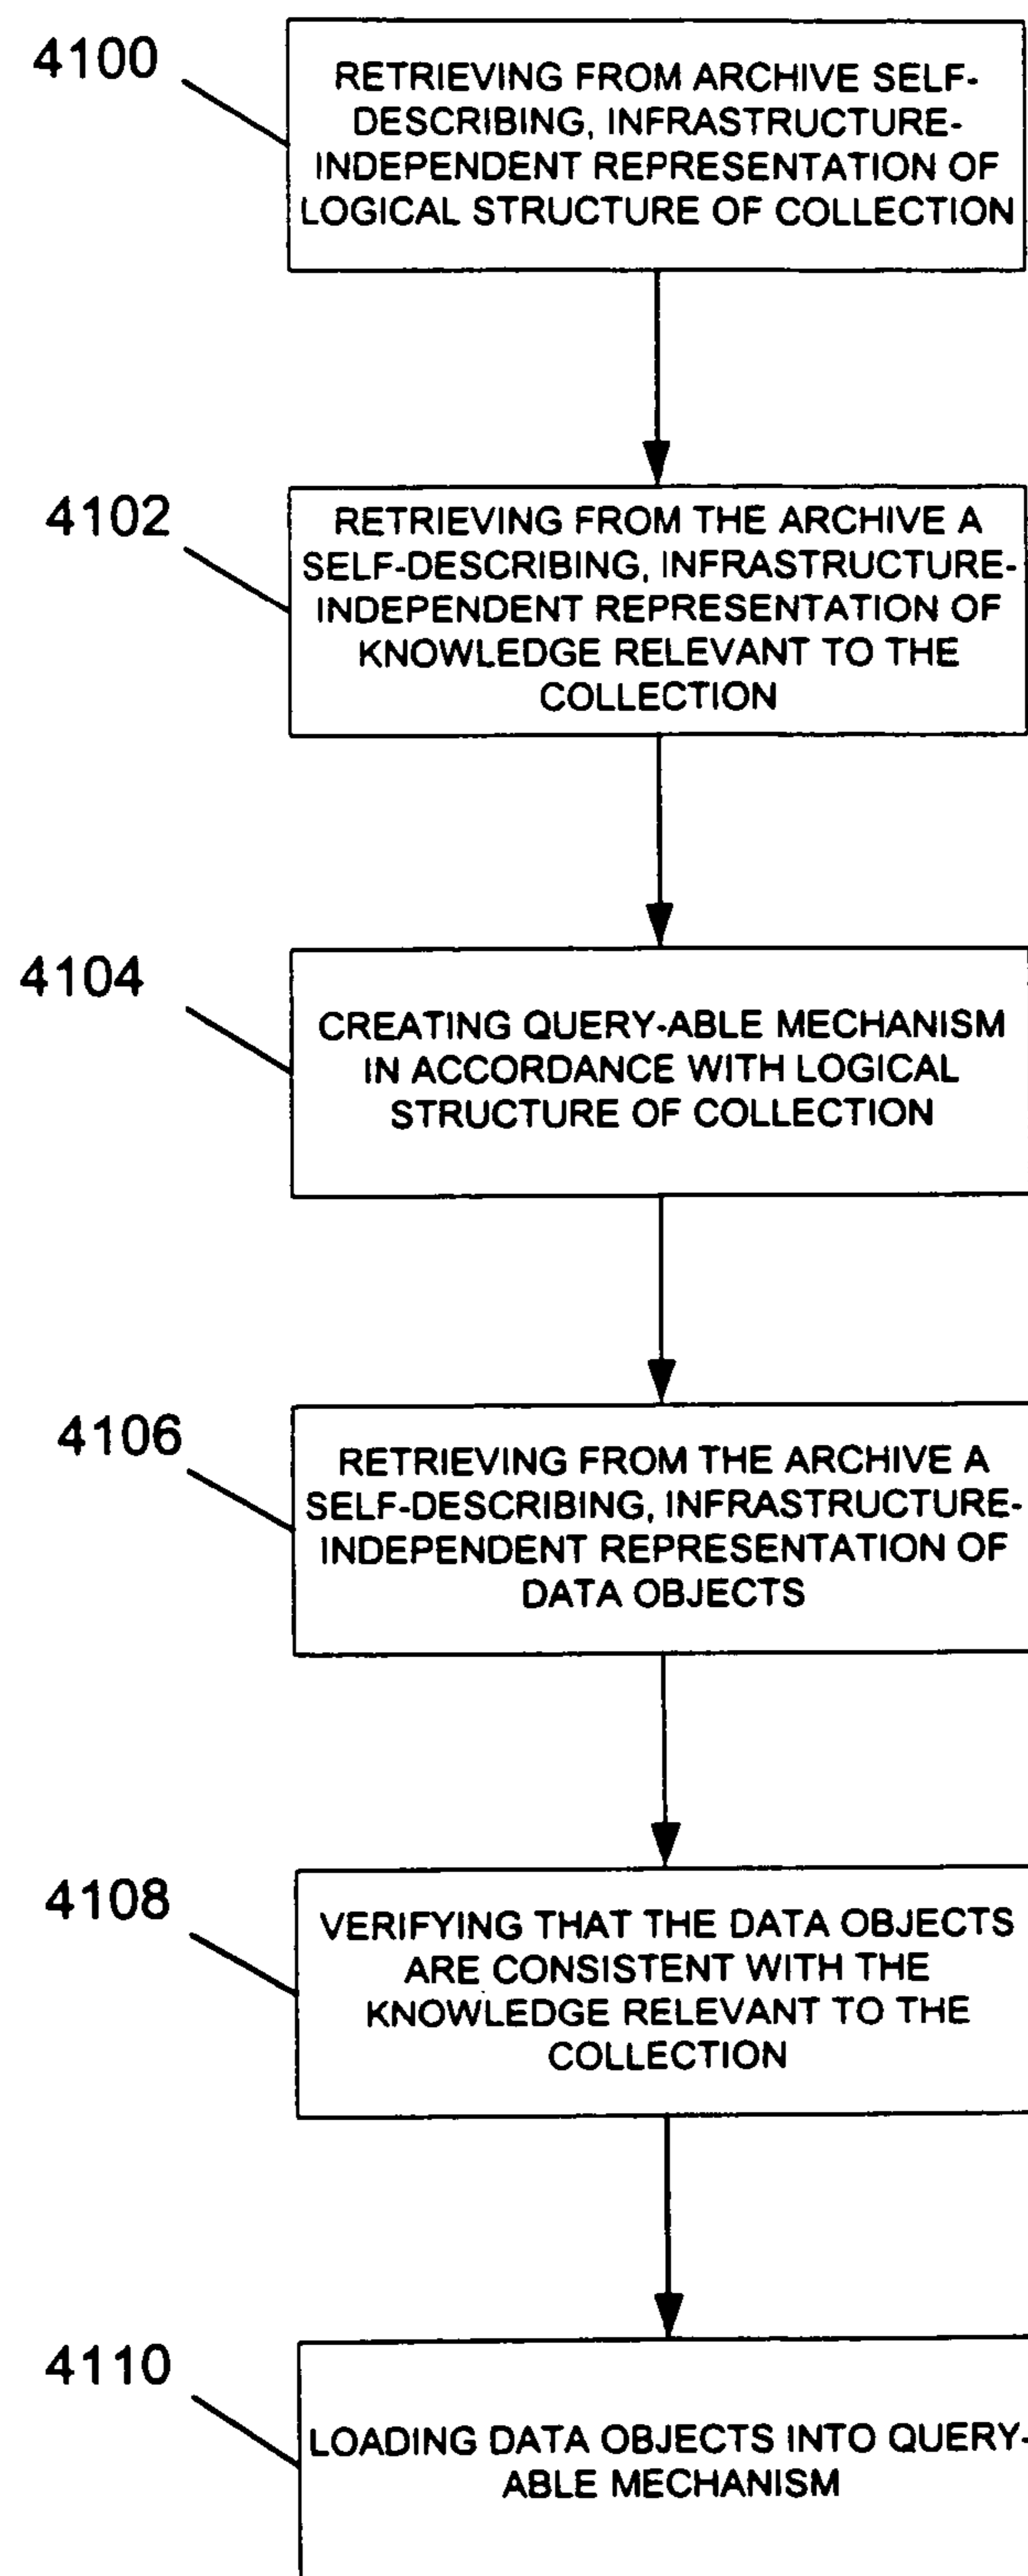 4100
RETRIEVING FROM ARCHIVE SELF-
DESCRIBING, INFRASTRUCTURE-
INDEPENDENT REPRESENTATION OF
LOGICAL STRUCTURE OF COLLECTION
4102
RETRIEVING FROM THE ARCHIVE A
SELF-DESCRIBING, INFRASTRUCTURE-
INDEPENDENT REPRESENTATION OF
KNOWLEDGE RELEVANT TO THE
COLLECTION
4104
CREATING QUERY-ABLE MECHANISM
IN ACCORDANCE WITH LOGICAL
STRUCTURE OF COLLECTION
4106
RETRIEVING FROM THE ARCHIVE A
SELF-DESCRIBING, INFRASTRUCTURE-
INDEPENDENT REPRESENTATION OF
DATA OBJECTS
4108
VERIFYING THAT THE DATA OBJECTS
ARE CONSISTENT WITH THE
KNOWLEDGE RELEVANT TO THE
COLLECTION
4110
LOADING DATA OBJECTS INTO QUERY-
ABLE MECHANISM